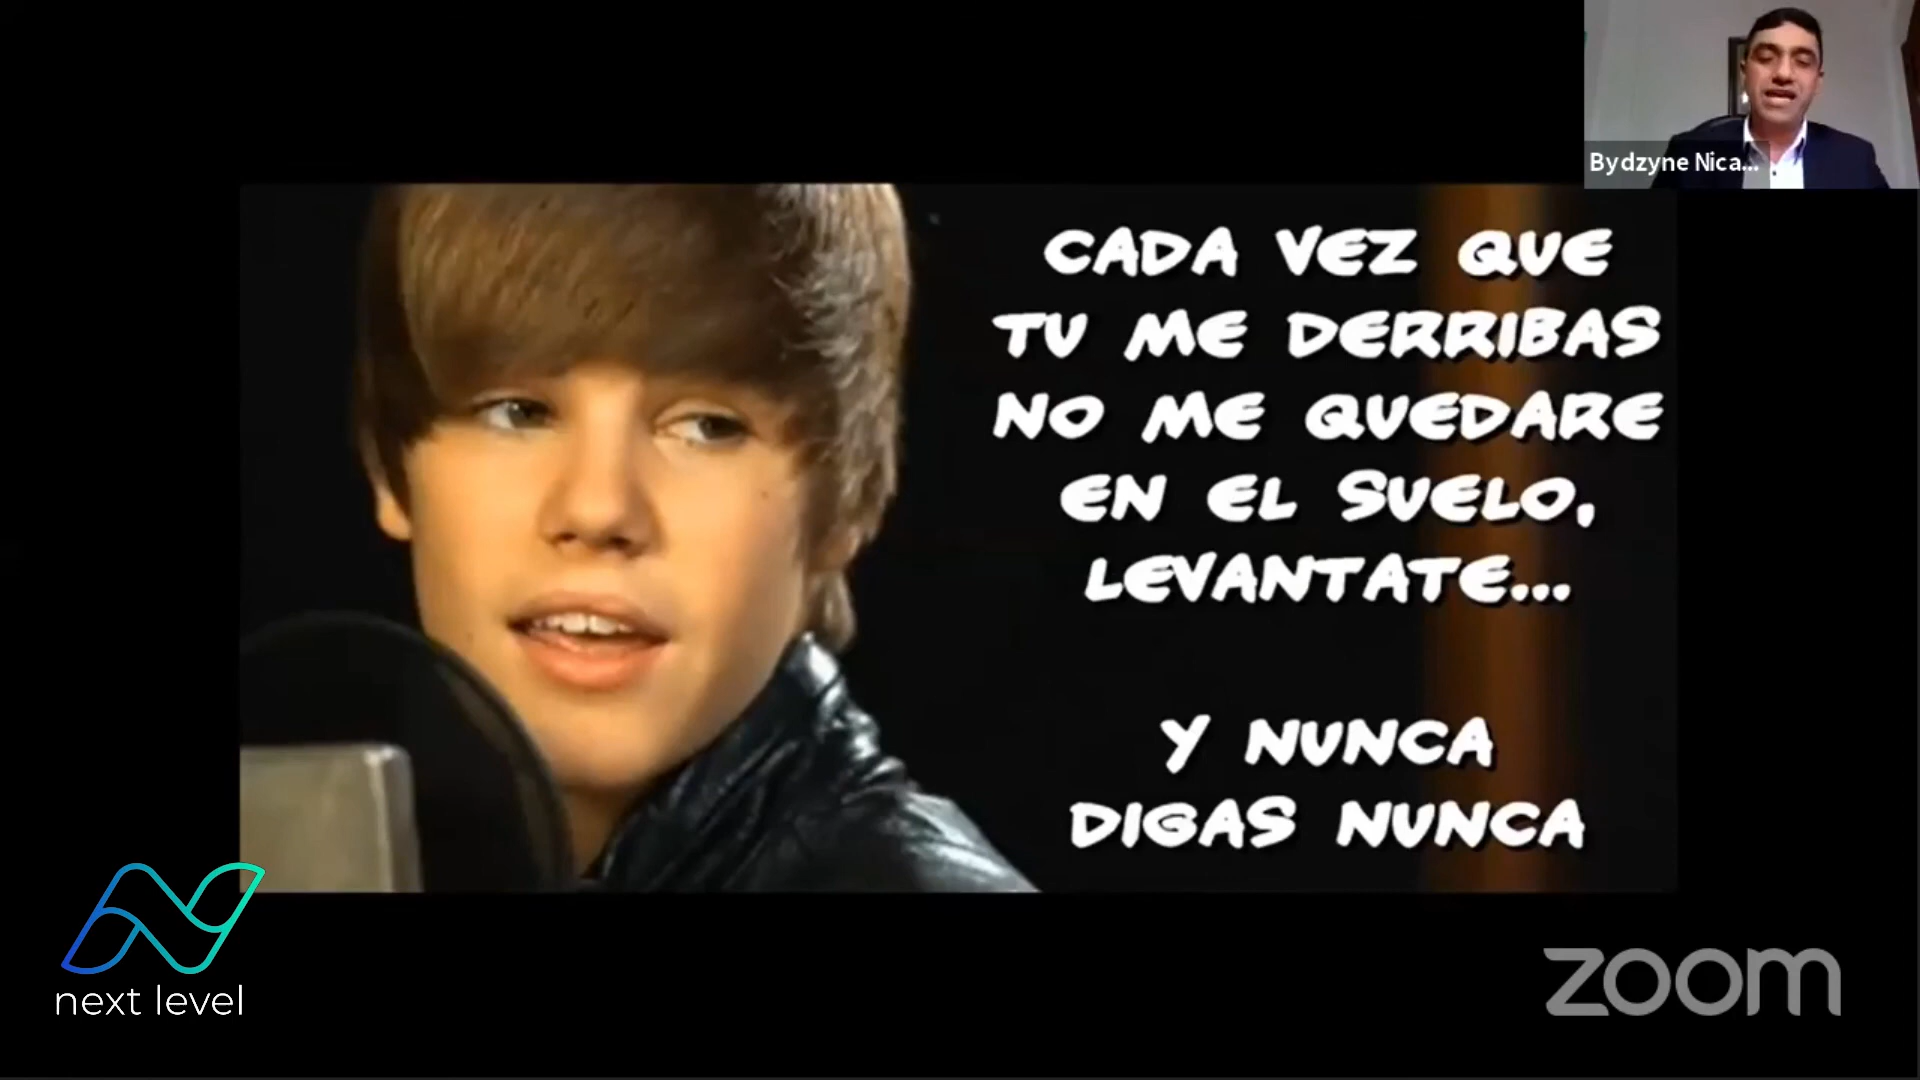 Bydzyne Nica...
CADA VEZ QUE
TU ME DERRIBAS
NO ME QUEDARE
EN EL SUELO,
LEVANTATE...
Y NUNCA
DIGAS NUNCA
next level
zoom